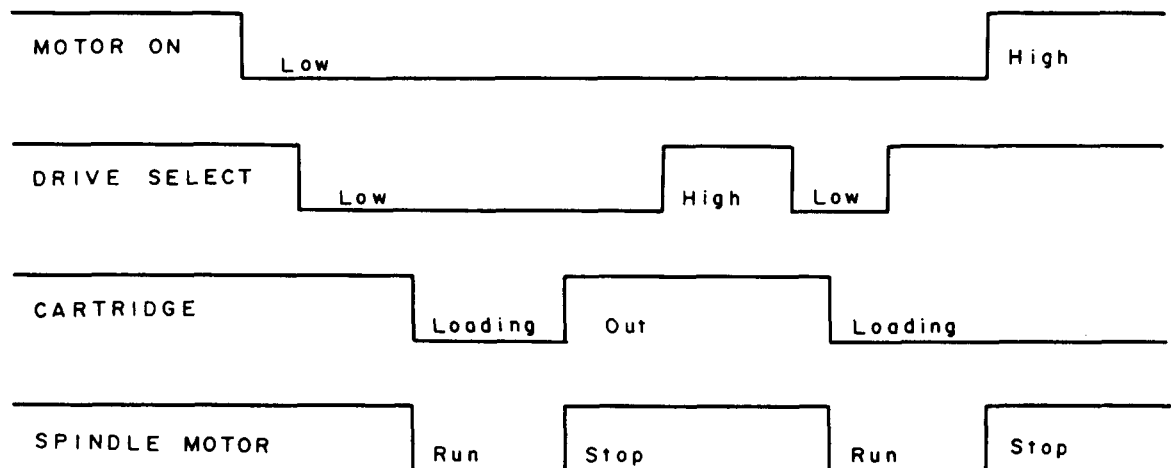 MOTOR ON
Low
High
DRIVE SELECT
Low
High
Low
CARTRIDGE
Loading
Out
Loading
SPINDLE MOTOR
Run
Stop
Run
Stop